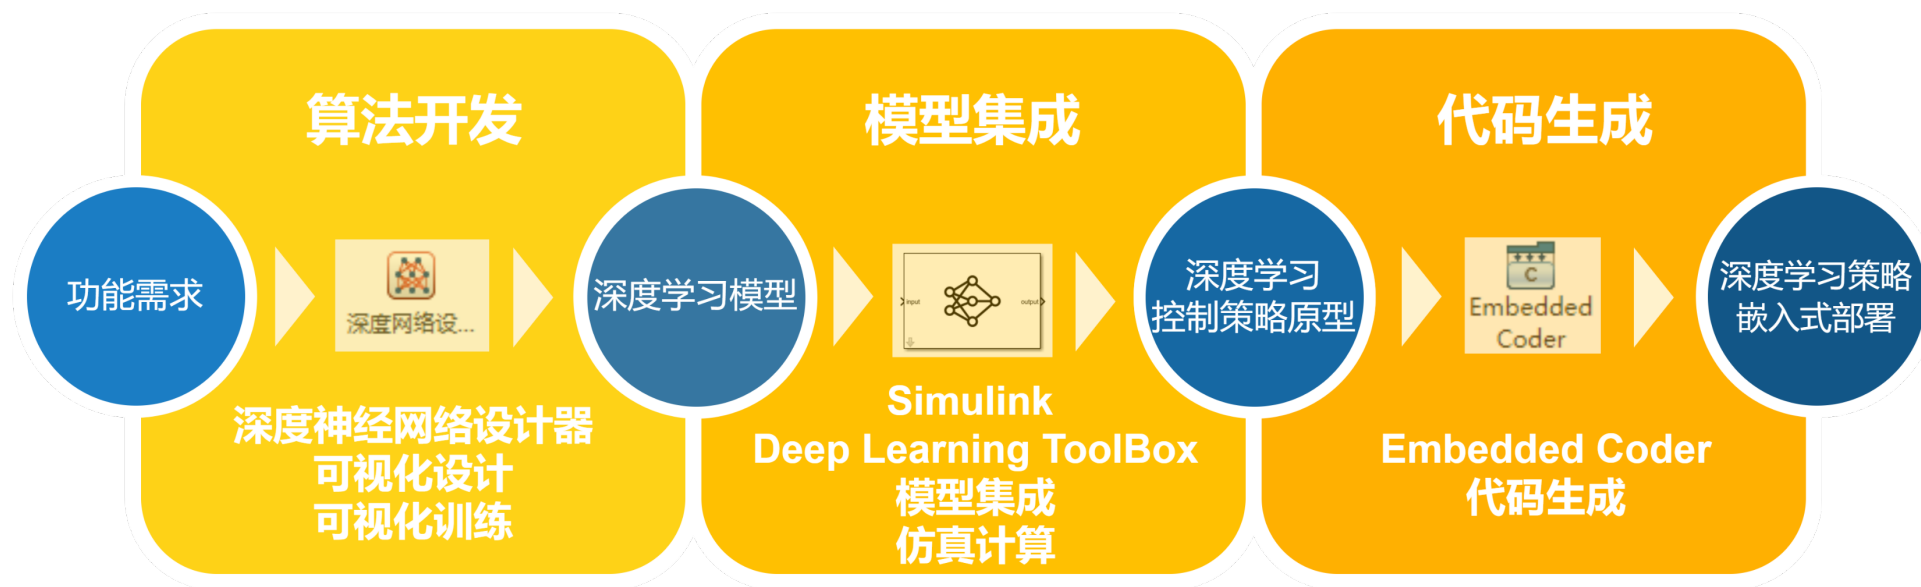 算法开发
模型集成
代码生成
功能需求
深度网络设...
深度学习模型
input
output
深度学习
控制策略原型
Embedded
Coder
C
深度学习策略
嵌入式部署
深度神经网络设计器
可视化设计
可视化训练
Simulink
Deep Learning ToolBox
模型集成
仿真计算
Embedded Coder
代码生成